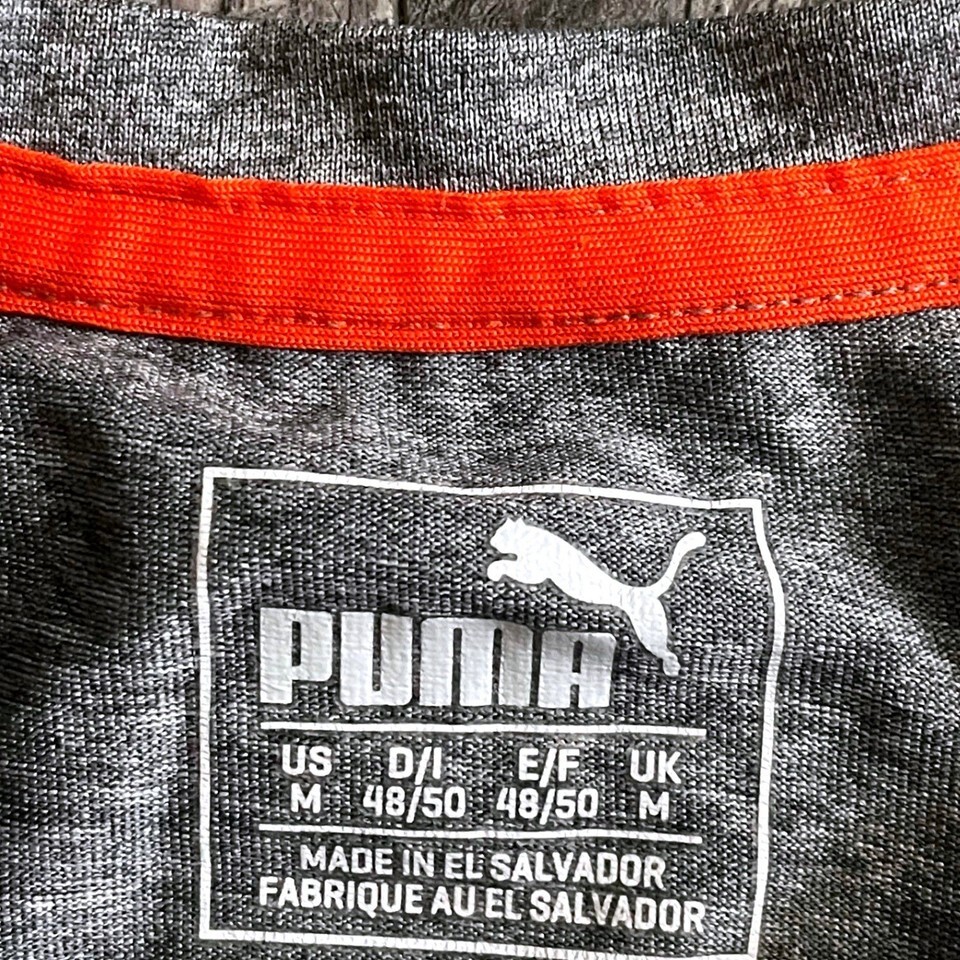 PUMA
US D/I E/F UK
M 48/50 48/50 M
MADE IN EL SALVADOR
FABRIQUE AU EL SALVADOR